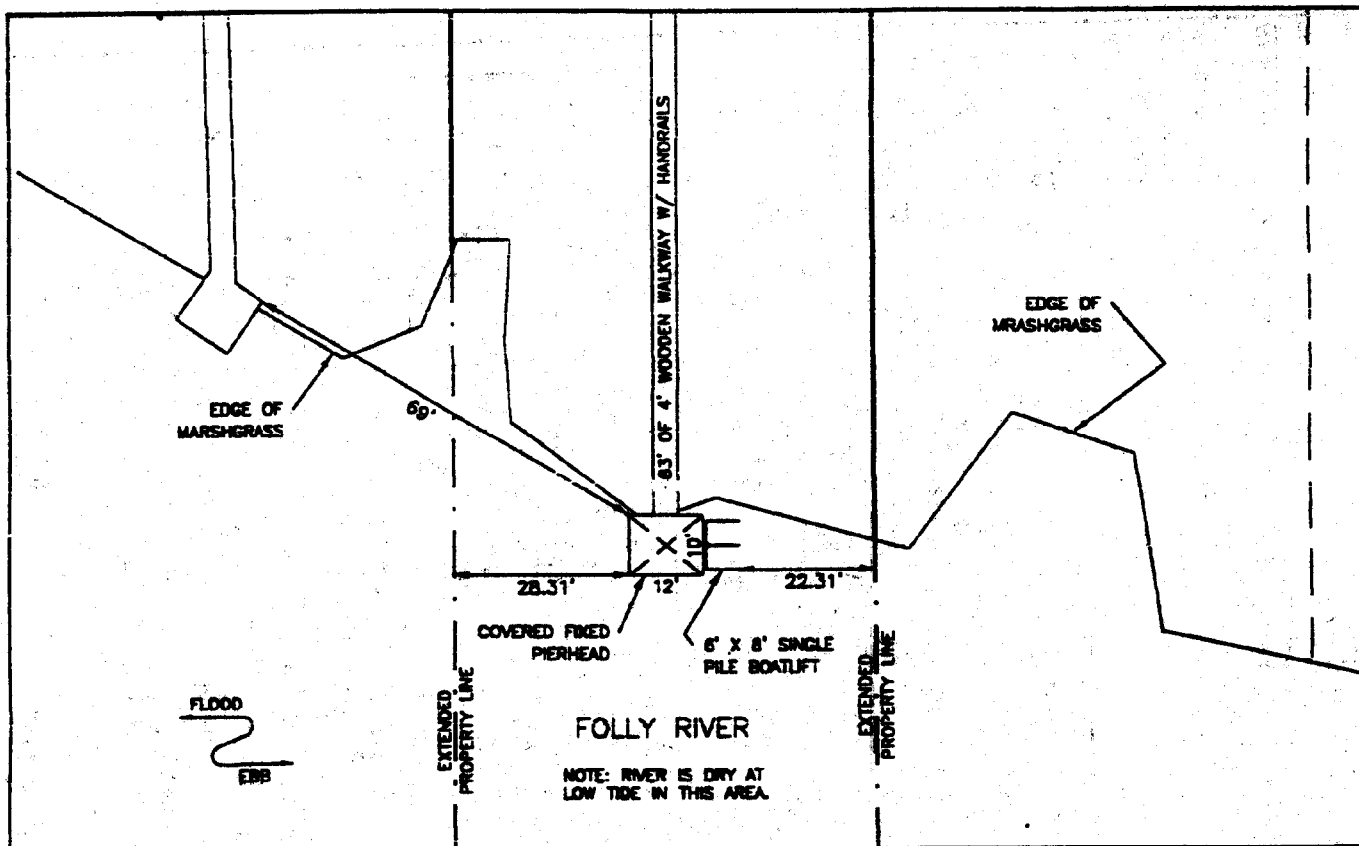 83' OF 4' WOODEN WALKWAY W/ HANDRAILS
EDGE OF
MRASHGRASS
EDGE OF
MARSHGRASS
69'
10'
28.31'
12'
22.31'
COVERED FIXED
PIERHEAD
6' X 8' SINGLE
PILE BOATLIFT
EXTENDED
PROPERTY LINE
EXTENDED
PROPERTY LINE
FLOOD
EBB
FOLLY RIVER
NOTE: RIVER IS DRY AT
LOW TIDE IN THIS AREA.